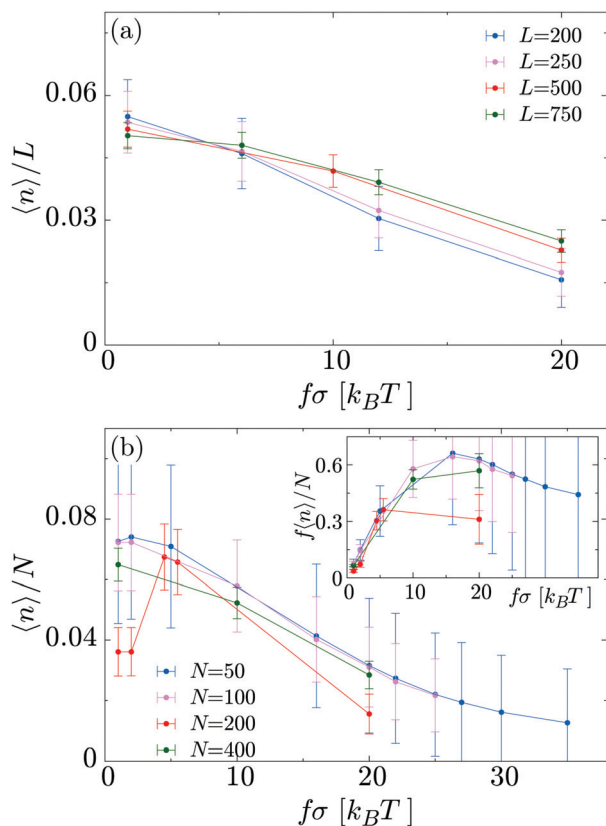 (a)
L=200
L=250
L=500
L=750
0.06
0.03
0
⟨n⟩/L
0 10 20
fσ [k_BT]
(b)
0.08
0.04
0
⟨n⟩/N
N=50
N=100
N=200
N=400
0 10 20 30
fσ [k_BT]
0.6
0.3
0
f⟨n⟩/N
0 10 20 30
fσ [k_BT]